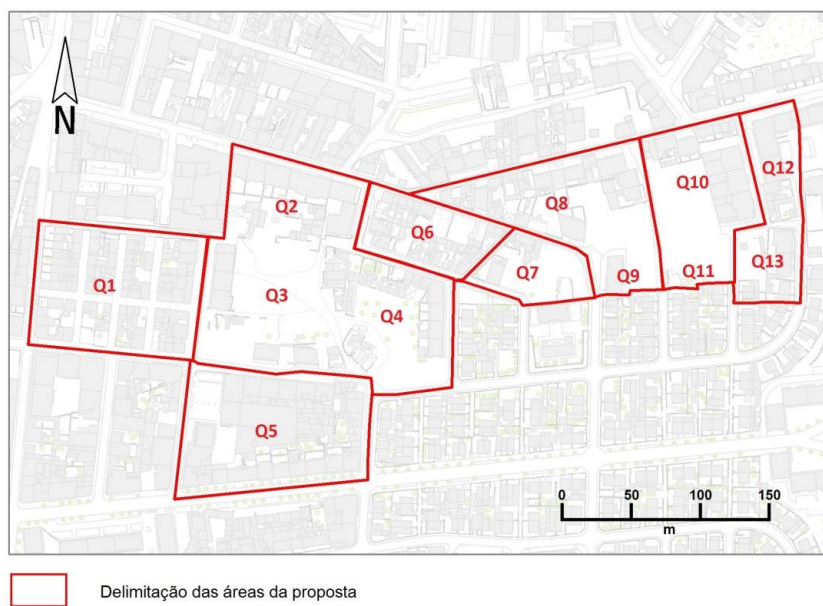 N
Q12
Q10
Q2
Q8
Q6
Q7
Q9
Q11
Q13
Q1
Q3
Q4
Q5
0 50 100 150
m
Delimitação das áreas da proposta